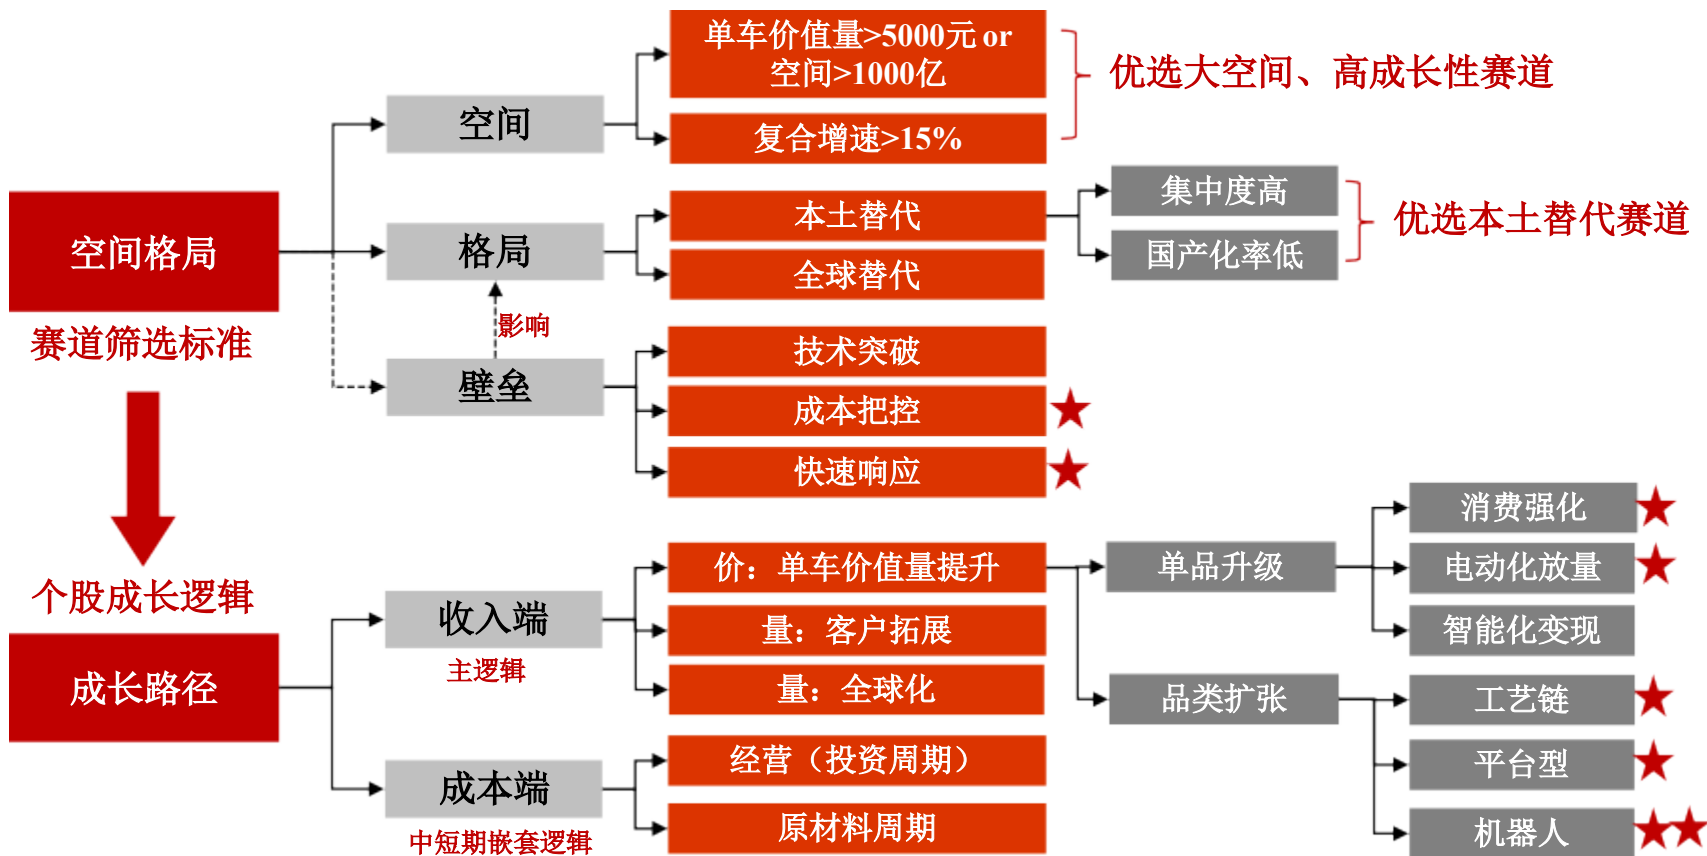 单车价值量>5000元 or
空间>1000亿
优选大空间、高成长性赛道
空间
复合增速>15%
集中度高
本土替代
优选本土替代赛道
空间格局
格局
国产化率低
全球替代
赛道筛选标准
影响
技术突破
壁垒
成本把控
快速响应
消费强化
个股成长逻辑
价：单车价值量提升
单品升级
电动化放量
收入端
量：客户拓展
智能化变现
主逻辑
成长路径
量：全球化
品类扩张
工艺链
经营（投资周期）
平台型
成本端
原材料周期
机器人
中短期嵌套逻辑